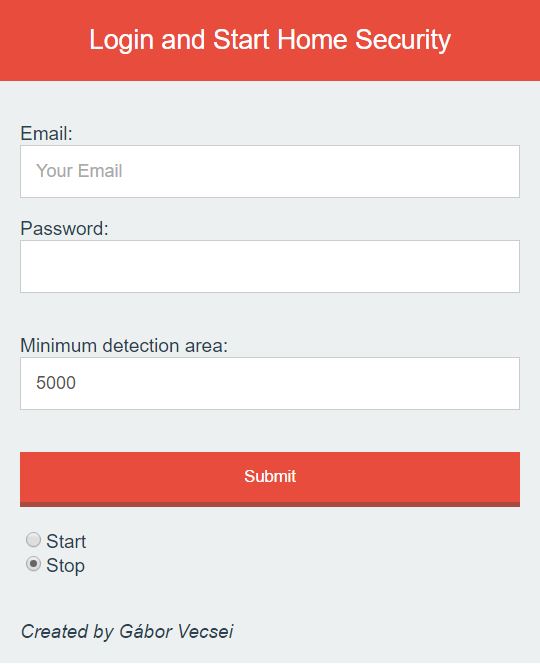 Login and Start Home Security
Email:
Your Email
Password:
Minimum detection area:
5000
Submit
Start
Stop
Created by Gábor Vecsei